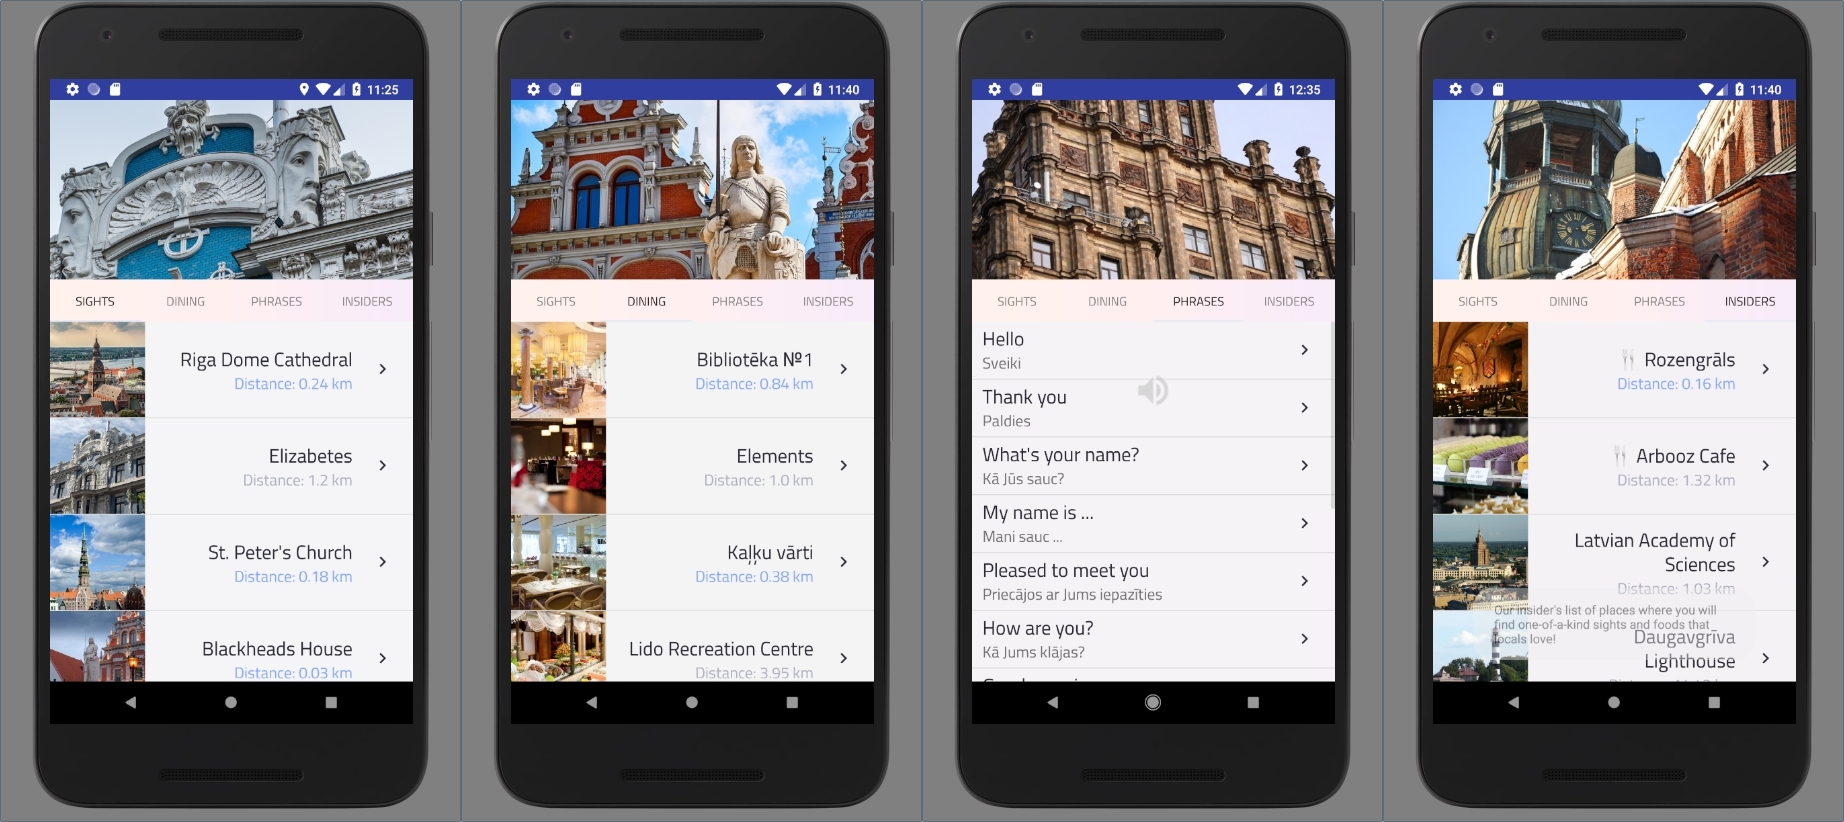 11:25
SIGHTS DINING PHRASES INSIDERS
Riga Dome Cathedral
Distance: 0.24 km
Elizabetes
Distance: 1.2 km
St. Peter's Church
Distance: 0.18 km
Blackheads House
Distance: 0.03 km
11:40
SIGHTS DINING PHRASES INSIDERS
Bibliotēka №1
Distance: 0.84 km
Elements
Distance: 1.0 km
Kaļķu vārti
Distance: 0.38 km
Lido Recreation Centre
Distance: 3.95 km
12:35
SIGHTS DINING PHRASES INSIDERS
Hello
Sveiki
Thank you
Paldies
What's your name?
Kā Jūs sauc?
My name is ...
Mani sauc ...
Pleased to meet you
Priecājos ar Jums iepazīties
How are you?
Kā Jums klājas?
11:40
SIGHTS DINING PHRASES INSIDERS
Rozengrāls
Distance: 0.16 km
Arbooz Cafe
Distance: 1.32 km
Latvian Academy of
Sciences
Distance: 1.03 km
Our insider's list of places where you will
find one-of-a-kind sights and foods that
locals love!
Daugavgrīva
Lighthouse